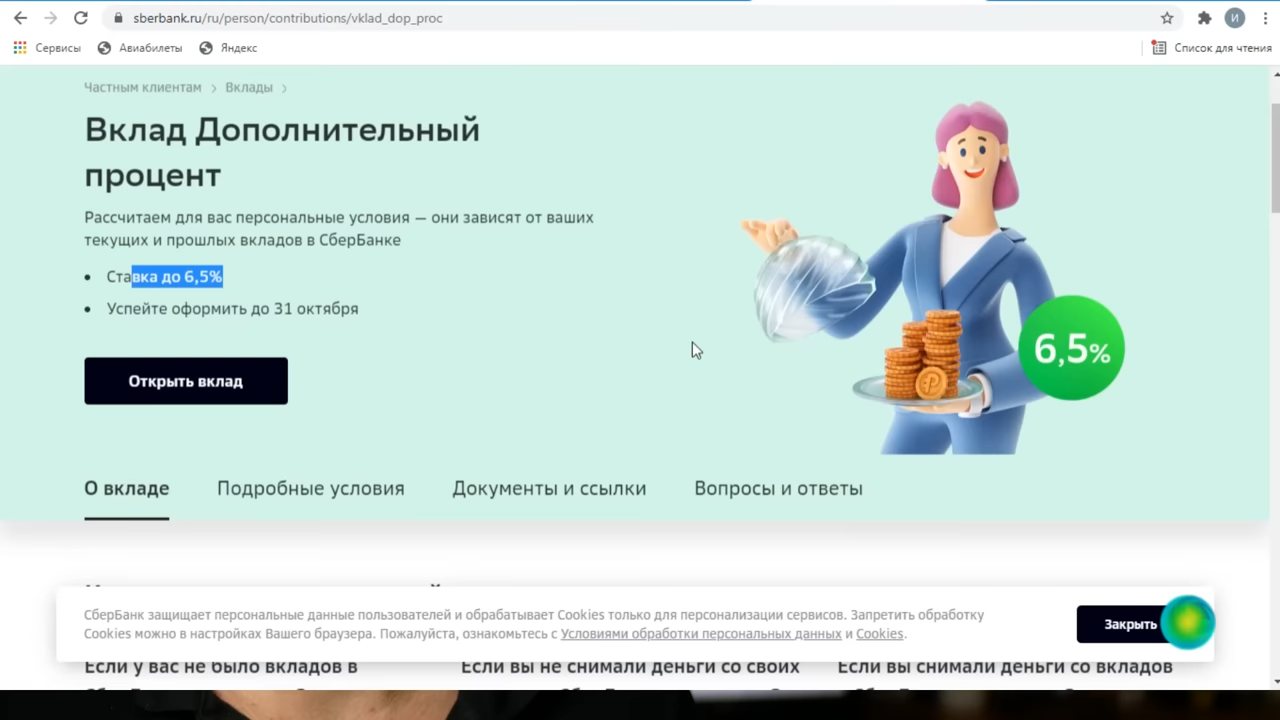 sberbank.ru/ru/person/contributions/vklad_dop_proc
И
Сервисы
Авиабилеты
Яндекс
Список для чтения
Частным клиентам
Вклады
Вклад Дополнительный
процент
Рассчитаем для вас персональные условия — они зависят от ваших
текущих и прошлых вкладов в СберБанке
Ставка до 6,5%
Успейте оформить до 31 октября
6,5%
Открыть вклад
О вкладе
Подробные условия
Документы и ссылки
Вопросы и ответы
СберБанк защищает персональные данные пользователей и обрабатывает Cookies только для персонализации сервисов. Запретить обработку
Cookies можно в настройках Вашего браузера. Пожалуйста, ознакомьтесь с Условиями обработки персональных данных и Cookies.
Закрыть
Если у вас не было вкладов в
Если вы не снимали деньги со своих
Если вы снимали деньги со вкладов